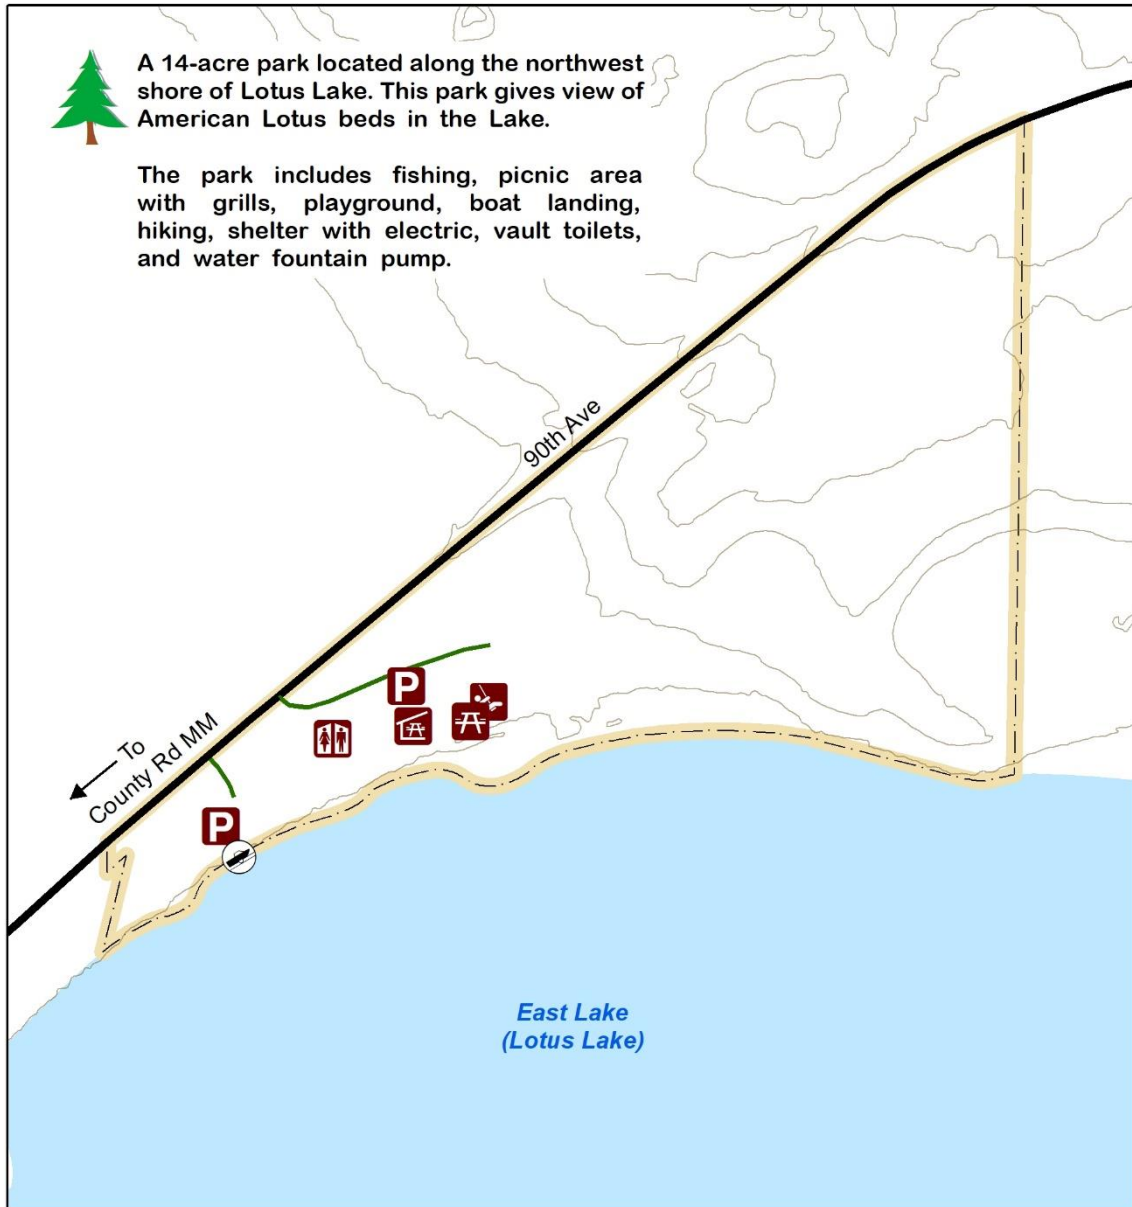 A 14-acre park located along the northwest
shore of Lotus Lake. This park gives view of
American Lotus beds in the Lake.
The park includes fishing, picnic area
with grills, playground, boat landing,
hiking, shelter with electric, vault toilets,
and water fountain pump.
90th Ave
P
To
County Rd MM
P
East Lake
(Lotus Lake)